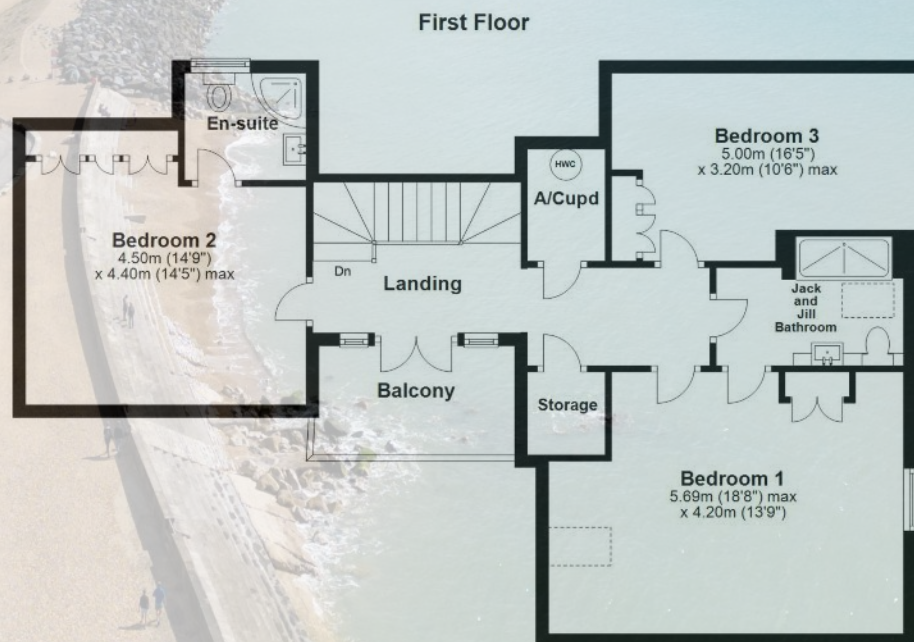 First Floor
En-suite
Bedroom 3
5.00m (16'5")
x 3.20m (10'6") max
HWC
A/Cupd
Bedroom 2
4.50m (14'9")
x 4.40m (14'5") max
Dn
Landing
Jack
and
Jill
Bathroom
Balcony
Storage
Bedroom 1
5.69m (18'8") max
x 4.20m (13'9")